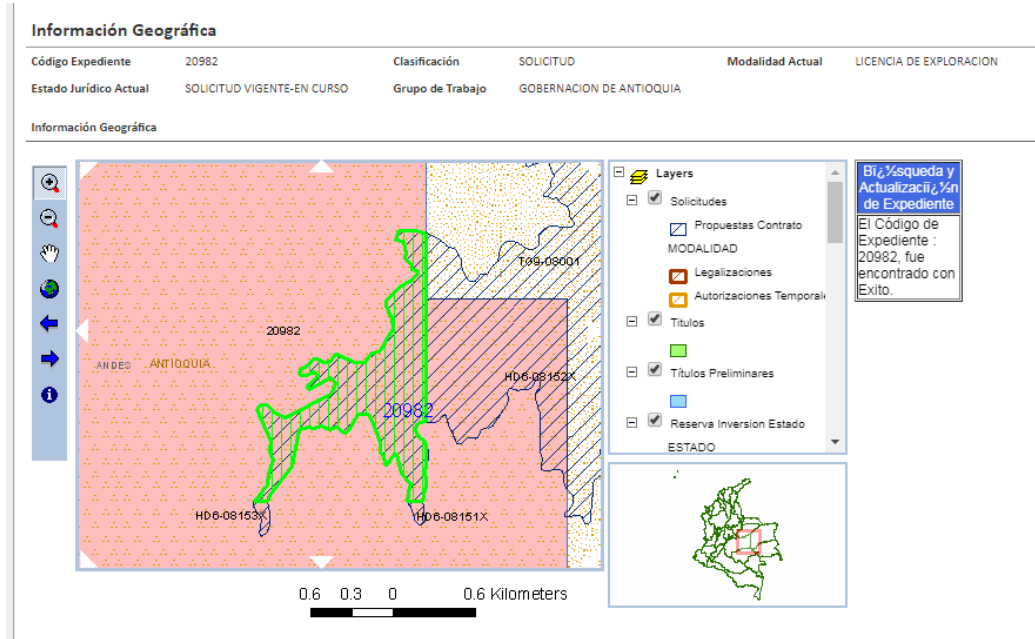 Información Geográfica
Código Expediente 20982 Clasificación SOLICITUD Modalidad Actual LICENCIA DE EXPLORACION
Estado Jurídico Actual SOLICITUD VIGENTE-EN CURSO Grupo de Trabajo GOBERNACION DE ANTIOQUIA
Información Geográfica
T09-08001
20982
ANDES ANTIOQUIA
HD6-08152X
20982
HD6-08153X
HD6-08151X
0.6 0.3 0 0.6 Kilometers
Layers
Solicitudes
Propuestas Contrato
MODALIDAD
Legalizaciones
Autorizaciones Temporale
Titulos
Títulos Preliminares
Reserva Inversion Estado
ESTADO
Bï¿½squeda y
Actualizaciï¿½n
de Expediente
El Código de
Expediente :
20982, fue
encontrado con
Exito.